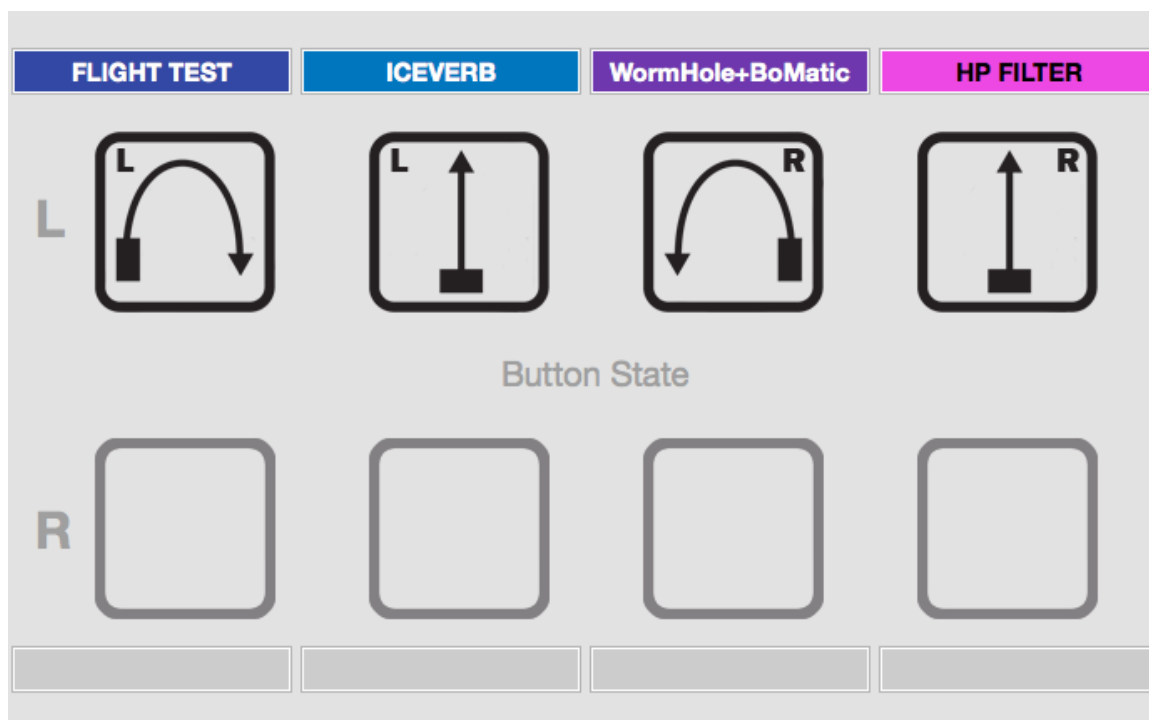 FLIGHT TEST ICEVERB WormHole+BoMatic HP FILTER
L L L R R
Button State
R